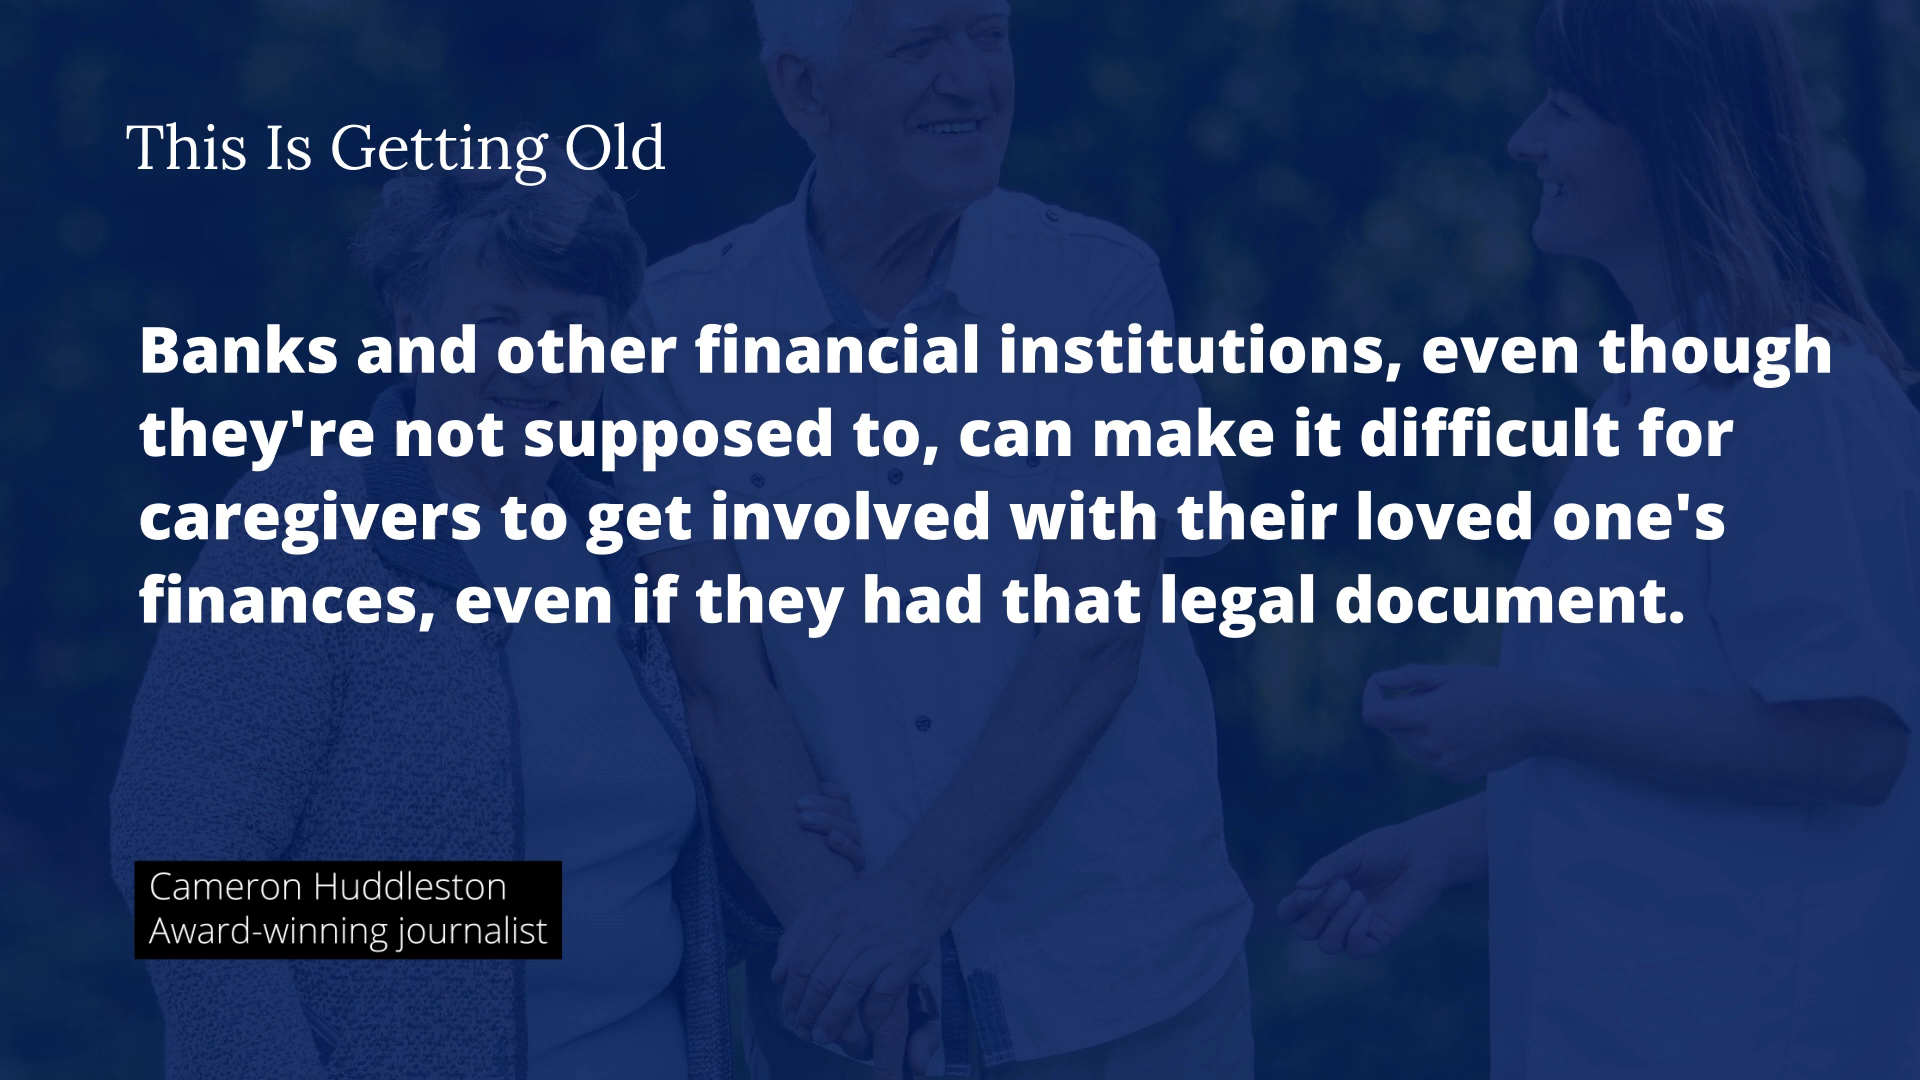 This Is Getting Old
Banks and other financial institutions, even though
they're not supposed to, can make it difficult for
caregivers to get involved with their loved one's
finances, even if they had that legal document.
Cameron Huddleston
Award-winning journalist